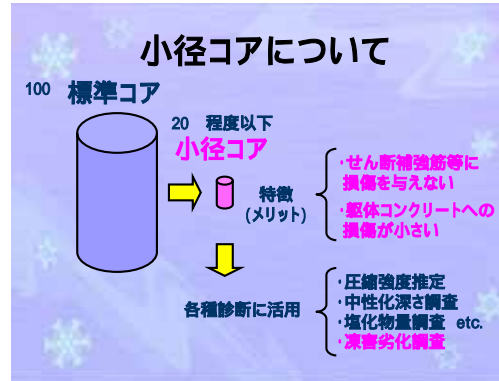 小径コアについて
100 標準コア
20 程度以下
小径コア
特徴
(メリット)
・せん断補強筋等に
損傷を与えない
・躯体コンクリートへの
損傷が小さい
各種診断に活用
・圧縮強度推定
・中性化深さ調査
・塩化物量調査 etc.
・凍害劣化調査